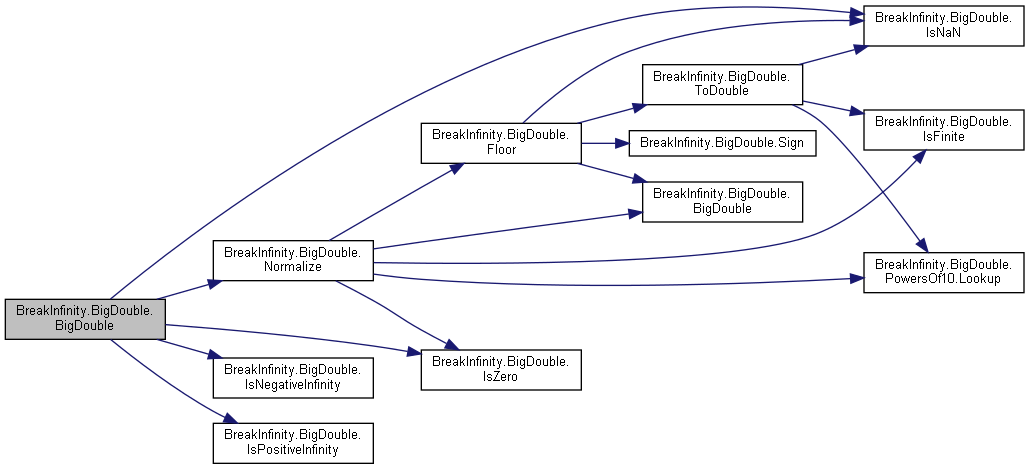 BreakInfinity.BigDouble.
IsNaN
BreakInfinity.BigDouble.
ToDouble
BreakInfinity.BigDouble.
IsFinite
BreakInfinity.BigDouble.
Floor
BreakInfinity.BigDouble.Sign
BreakInfinity.BigDouble.
BigDouble
BreakInfinity.BigDouble.
Normalize
BreakInfinity.BigDouble.
PowersOf10.Lookup
BreakInfinity.BigDouble.
BigDouble
BreakInfinity.BigDouble.
IsZero
BreakInfinity.BigDouble.
IsNegativeInfinity
BreakInfinity.BigDouble.
IsPositiveInfinity